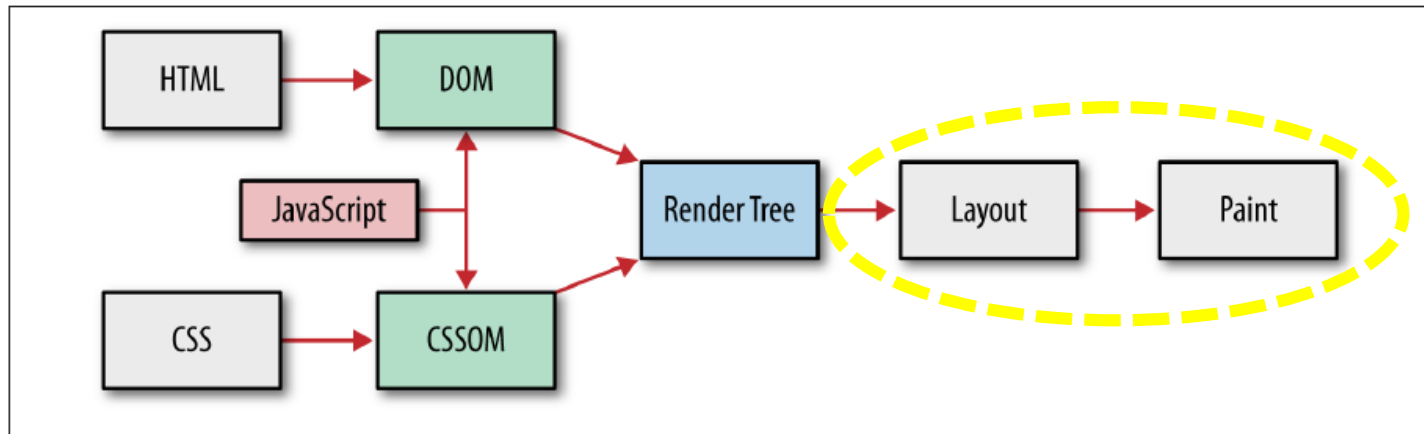 HTML
DOM
JavaScript
Render Tree
Layout
Paint
CSS
CSSOM